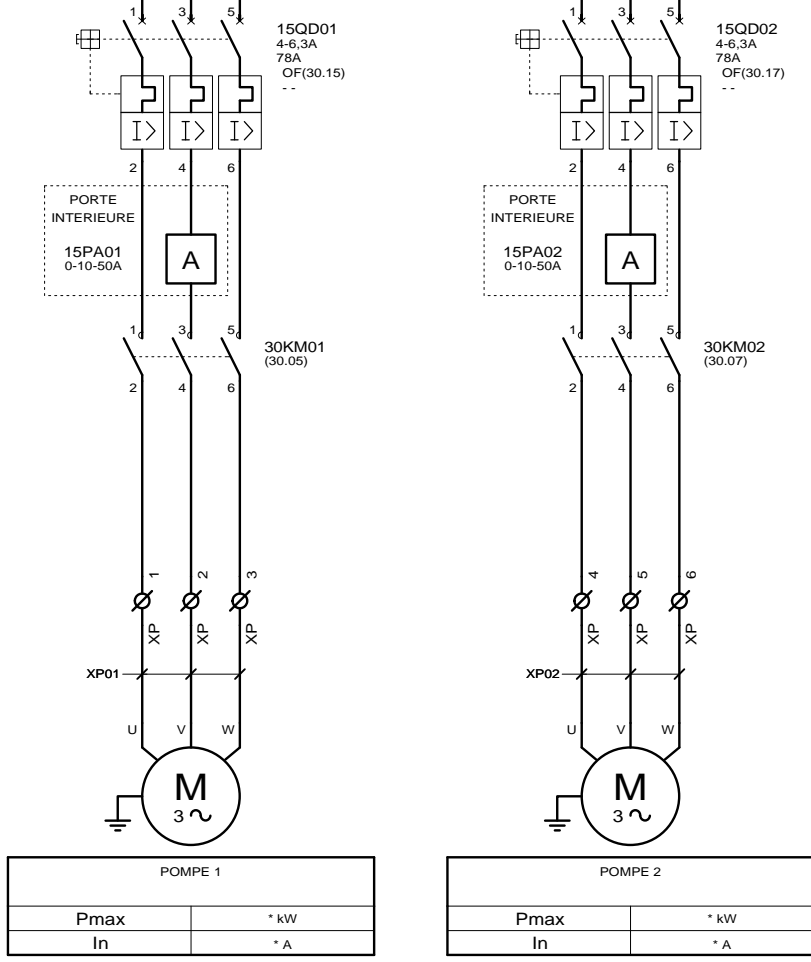 1 3 5
15QD01
4-6,3A
78A
OF(30.15)
- -
I> I> I>
2 4 6
PORTE
INTERIEURE
15PA01
0-10-50A
A
1 3 5
30KM01
(30.05)
2 4 6
1 2 3
XP XP XP
XP01
U V W
M
3 ~
POMPE 1
Pmax * kW
In * A
1 3 5
15QD02
4-6,3A
78A
OF(30.17)
- -
I> I> I>
2 4 6
PORTE
INTERIEURE
15PA02
0-10-50A
A
1 3 5
30KM02
(30.07)
2 4 6
4 5 6
XP XP XP
XP02
U V W
M
3 ~
POMPE 2
Pmax * kW
In * A